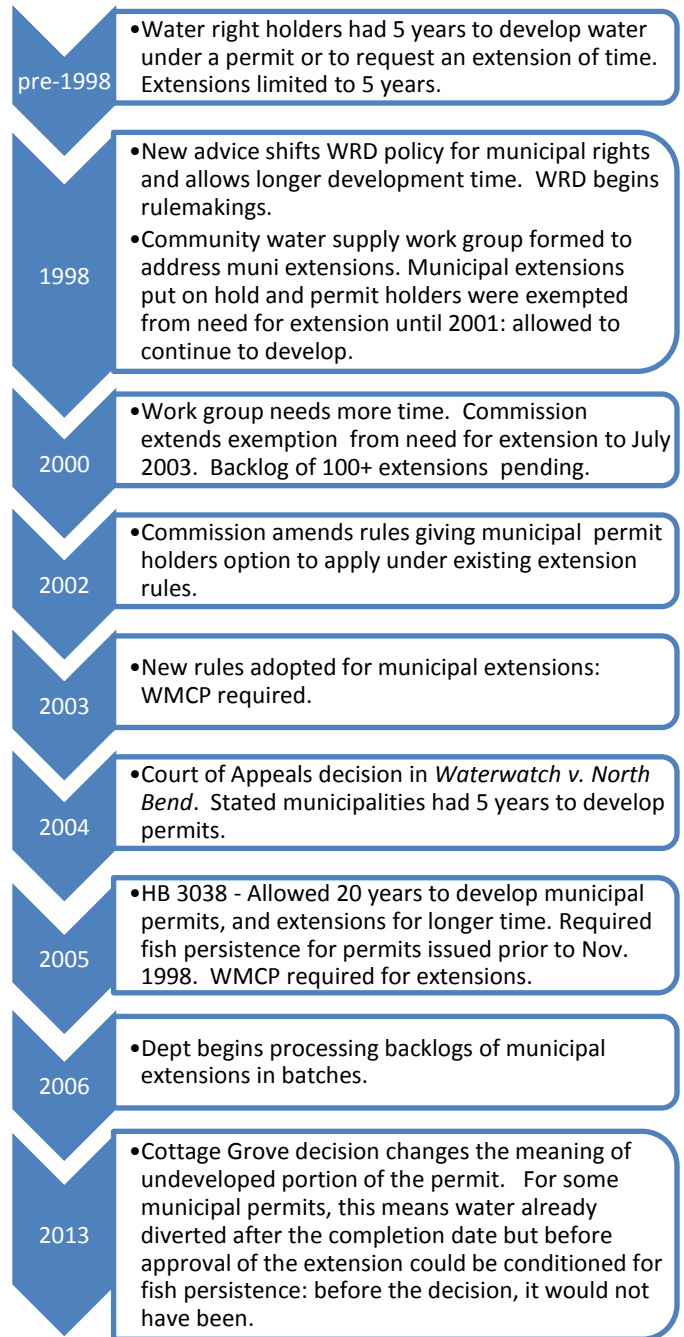 pre-1998
•Water right holders had 5 years to develop water
under a permit or to request an extension of time.
Extensions limited to 5 years.
1998
•New advice shifts WRD policy for municipal rights
and allows longer development time.  WRD begins
rulemakings.
•Community water supply work group formed to
address muni extensions. Municipal extensions
put on hold and permit holders were exempted
from need for extension until 2001: allowed to
continue to develop.
2000
•Work group needs more time.  Commission
extends exemption  from need for extension to July
2003.  Backlog of 100+ extensions  pending.
2002
•Commission amends rules giving municipal  permit
holders option to apply under existing extension
rules.
2003
•New rules adopted for municipal extensions:
WMCP required.
2004
•Court of Appeals decision in Waterwatch v. North
Bend.  Stated municipalities had 5 years to develop
permits.
2005
•HB 3038 - Allowed 20 years to develop municipal
permits, and extensions for longer time. Required
fish persistence for permits issued prior to Nov.
1998.  WMCP required for extensions.
2006
•Dept begins processing backlogs of municipal
extensions in batches.
2013
•Cottage Grove decision changes the meaning of
undeveloped portion of the permit.   For some
municipal permits, this means water already
diverted after the completion date but before
approval of the extension could be conditioned for
fish persistence: before the decision, it would not
have been.